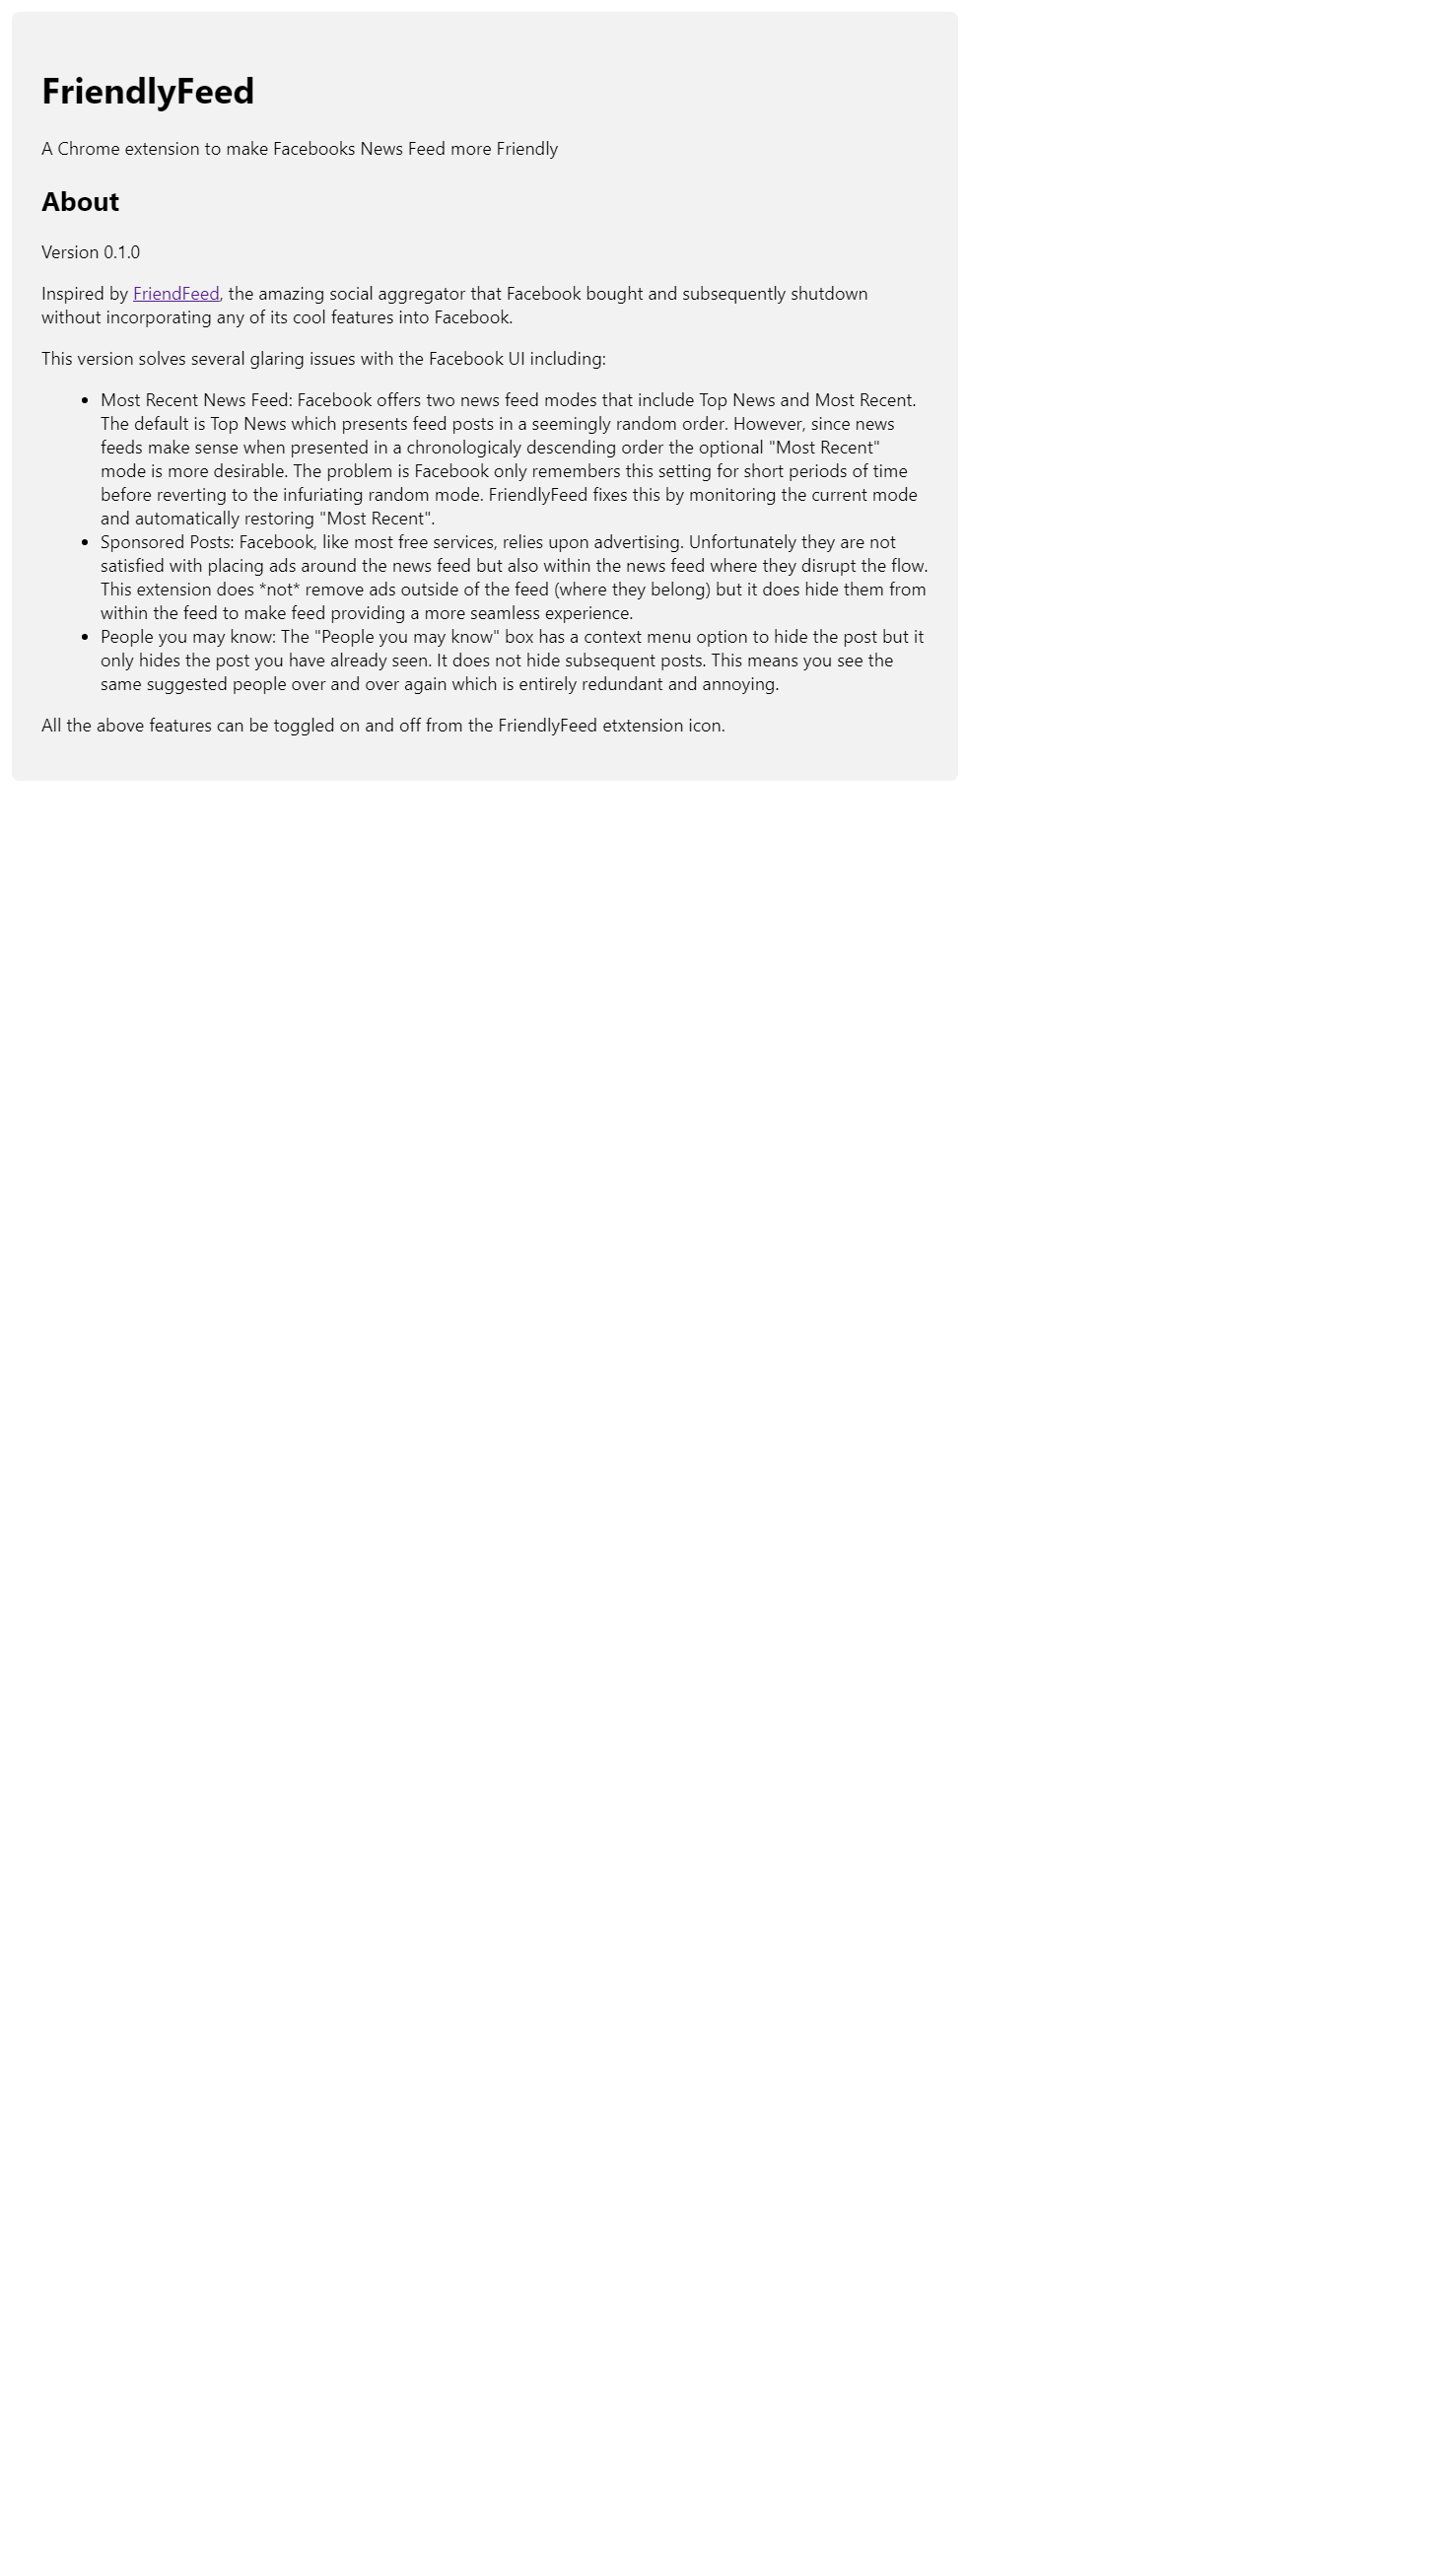 FriendlyFeed
A Chrome extension to make Facebooks News Feed more Friendly
About
Version 0.1.0
Inspired by FriendFeed, the amazing social aggregator that Facebook bought and subsequently shutdown
without incorporating any of its cool features into Facebook.
This version solves several glaring issues with the Facebook UI including:
• Most Recent News Feed: Facebook offers two news feed modes that include Top News and Most Recent.
The default is Top News which presents feed posts in a seemingly random order. However, since news
feeds make sense when presented in a chronologicaly descending order the optional "Most Recent"
mode is more desirable. The problem is Facebook only remembers this setting for short periods of time
before reverting to the infuriating random mode. FriendlyFeed fixes this by monitoring the current mode
and automatically restoring "Most Recent".
• Sponsored Posts: Facebook, like most free services, relies upon advertising. Unfortunately they are not
satisfied with placing ads around the news feed but also within the news feed where they disrupt the flow.
This extension does *not* remove ads outside of the feed (where they belong) but it does hide them from
within the feed to make feed providing a more seamless experience.
• People you may know: The "People you may know" box has a context menu option to hide the post but it
only hides the post you have already seen. It does not hide subsequent posts. This means you see the
same suggested people over and over again which is entirely redundant and annoying.
All the above features can be toggled on and off from the FriendlyFeed etxtension icon.